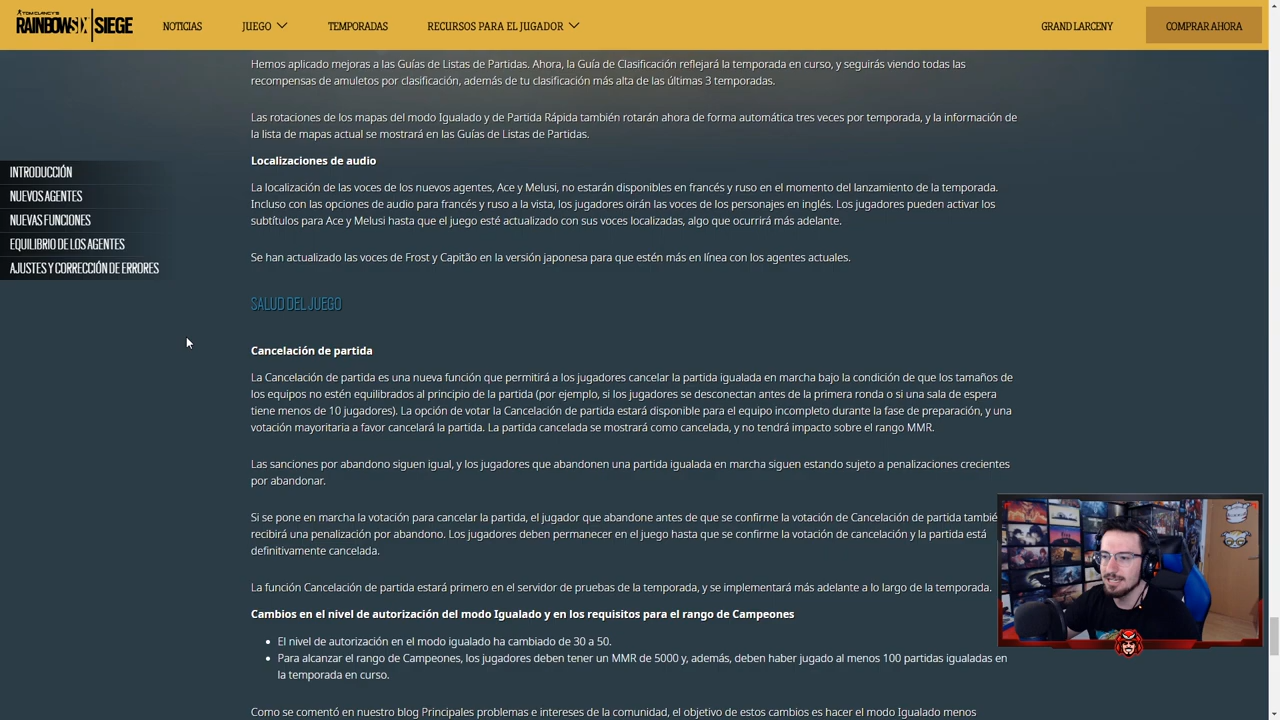 TOM CLANCY'S
RAINBOWSIX | SIEGE
NOTICIAS
JUEGO
TEMPORADAS
RECURSOS PARA EL JUGADOR
GRAND LARCENY
COMPRAR AHORA
INTRODUCCIÓN
NUEVOS AGENTES
NUEVAS FUNCIONES
EQUILIBRIO DE LOS AGENTES
AJUSTES Y CORRECCIÓN DE ERRORES
Hemos aplicado mejoras a las Guías de Listas de Partidas. Ahora, la Guía de Clasificación reflejará la temporada en curso, y seguirás viendo todas las
recompensas de amuletos por clasificación, además de tu clasificación más alta de las últimas 3 temporadas.
Las rotaciones de los mapas del modo Igualado y de Partida Rápida también rotarán ahora de forma automática tres veces por temporada, y la información de
la lista de mapas actual se mostrará en las Guías de Listas de Partidas.
Localizaciones de audio
La localización de las voces de los nuevos agentes, Ace y Melusi, no estarán disponibles en francés y ruso en el momento del lanzamiento de la temporada.
Incluso con las opciones de audio para francés y ruso a la vista, los jugadores oirán las voces de los personajes en inglés. Los jugadores pueden activar los
subtítulos para Ace y Melusi hasta que el juego esté actualizado con sus voces localizadas, algo que ocurrirá más adelante.
Se han actualizado las voces de Frost y Capitão en la versión japonesa para que estén más en línea con los agentes actuales.
SALUD DEL JUEGO
Cancelación de partida
La Cancelación de partida es una nueva función que permitirá a los jugadores cancelar la partida igualada en marcha bajo la condición de que los tamaños de
los equipos no estén equilibrados al principio de la partida (por ejemplo, si los jugadores se desconectan antes de la primera ronda o si una sala de espera
tiene menos de 10 jugadores). La opción de votar la Cancelación de partida estará disponible para el equipo incompleto durante la fase de preparación, y una
votación mayoritaria a favor cancelará la partida. La partida cancelada se mostrará como cancelada, y no tendrá impacto sobre el rango MMR.
Las sanciones por abandono siguen igual, y los jugadores que abandonen una partida igualada en marcha siguen estando sujeto a penalizaciones crecientes
por abandonar.
Si se pone en marcha la votación para cancelar la partida, el jugador que abandone antes de que se confirme la votación de Cancelación de partida tambié
recibirá una penalización por abandono. Los jugadores deben permanecer en el juego hasta que se confirme la votación de cancelación y la partida está
definitivamente cancelada.
La función Cancelación de partida estará primero en el servidor de pruebas de la temporada, y se implementará más adelante a lo largo de la temporada.
Cambios en el nivel de autorización del modo Igualado y en los requisitos para el rango de Campeones
• El nivel de autorización en el modo igualado ha cambiado de 30 a 50.
• Para alcanzar el rango de Campeones, los jugadores deben tener un MMR de 5000 y, además, deben haber jugado al menos 100 partidas igualadas en
la temporada en curso.
Como se comentó en nuestro blog Principales problemas e intereses de la comunidad, el objetivo de estos cambios es hacer el modo Igualado menos